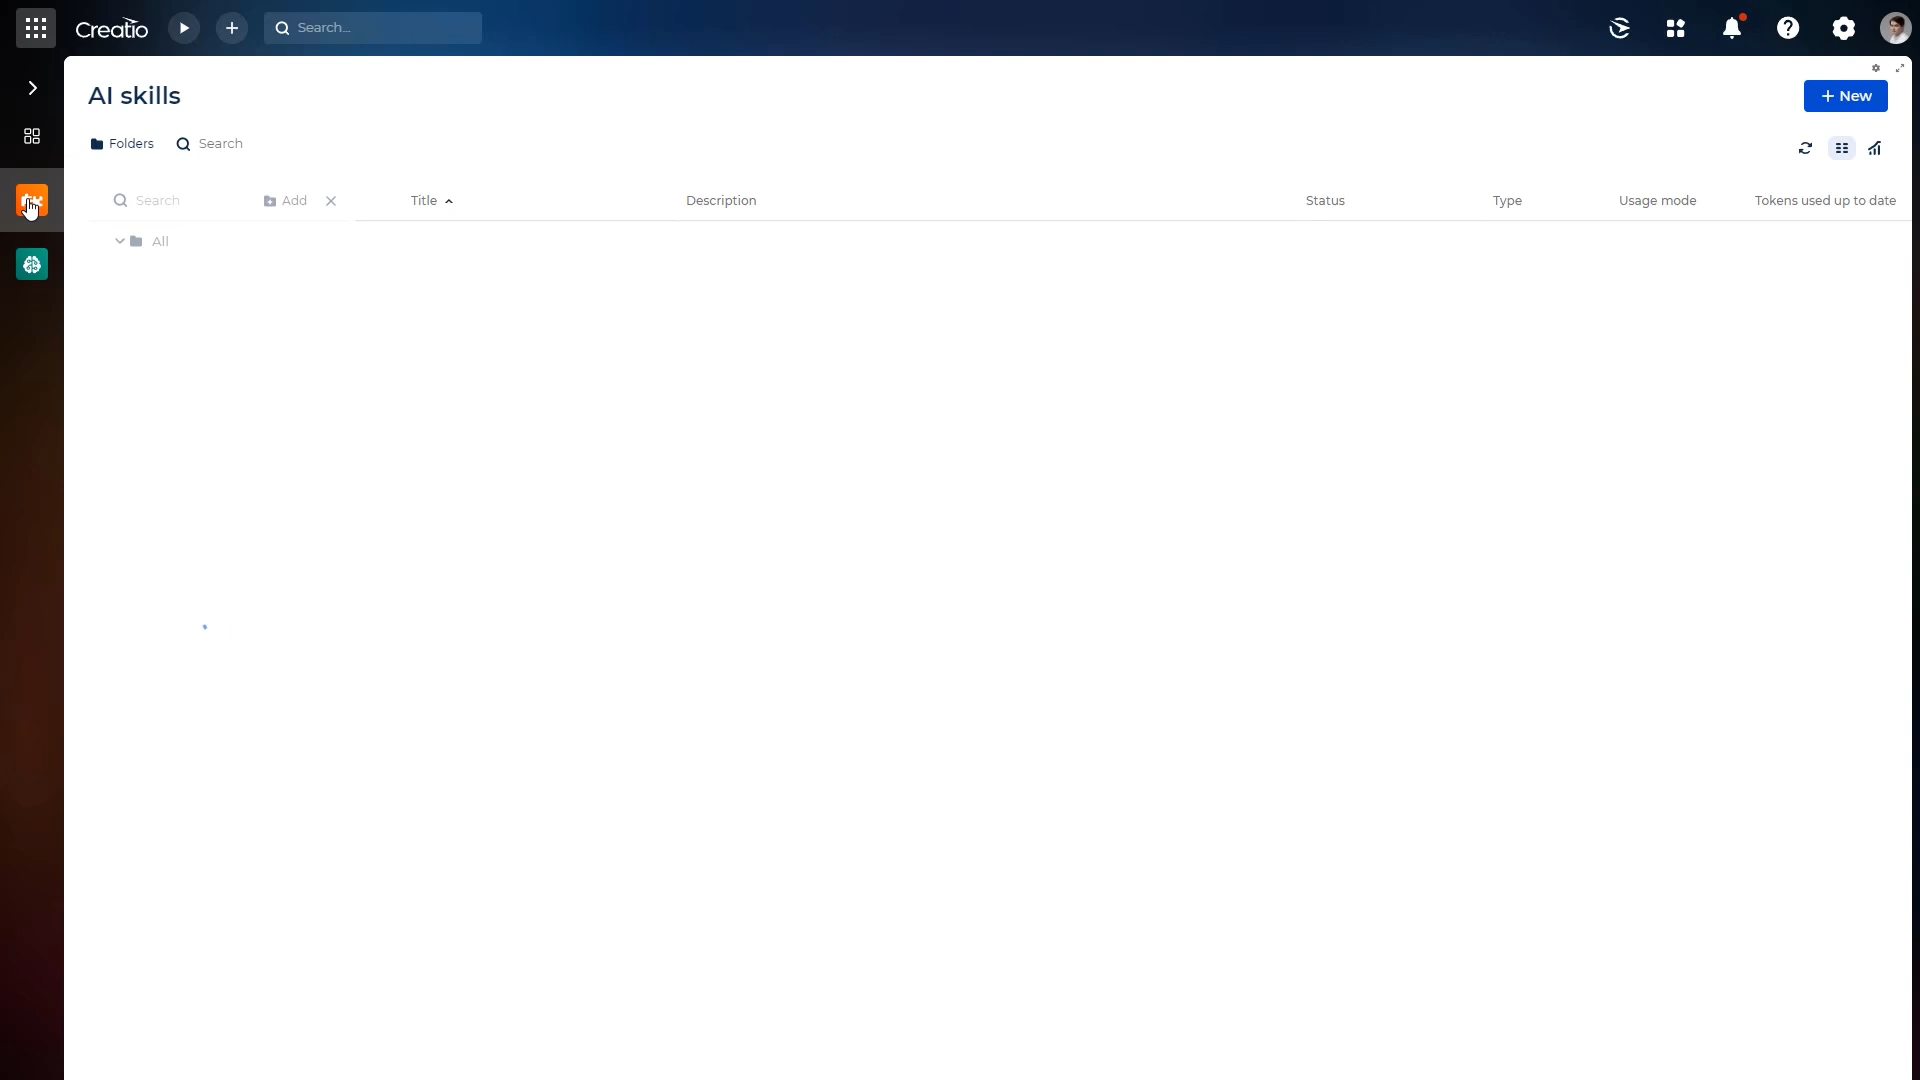 Creatio
Search...
AI skills
+ New
Folders
Search
Search
Add
Title
Description
Status
Type
Usage mode
Tokens used up to date
All